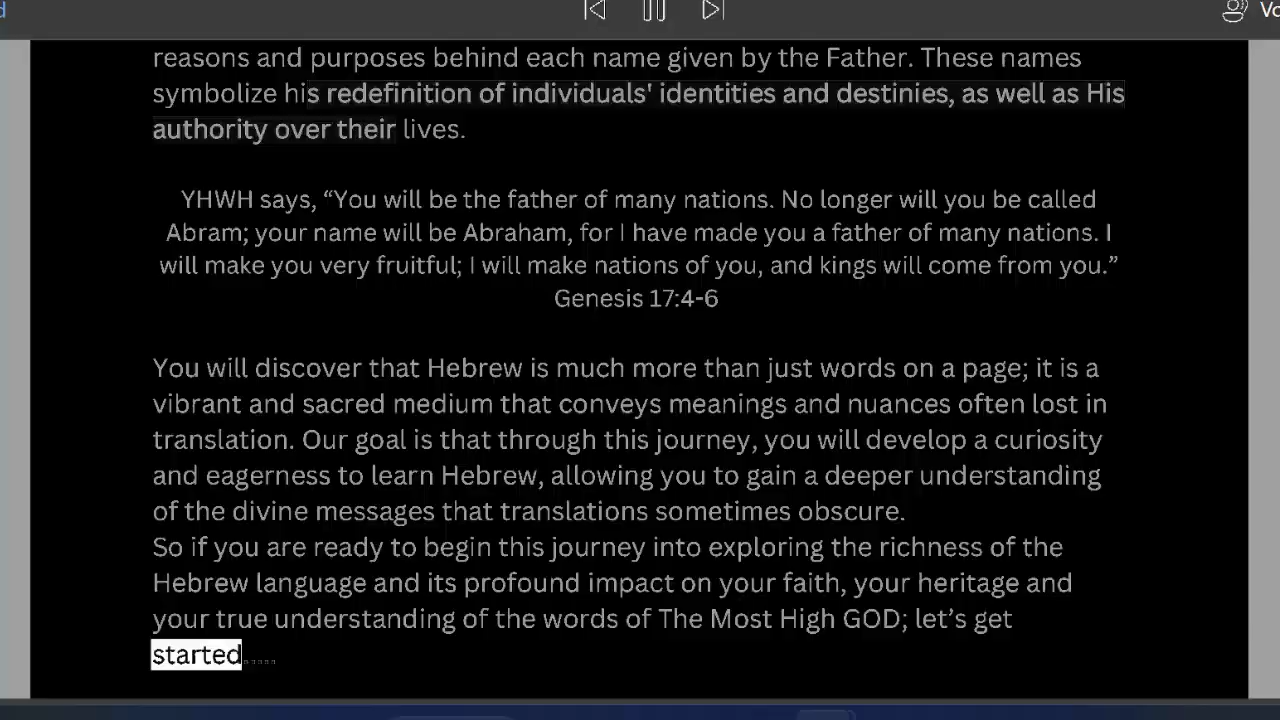 Vo
reasons and purposes behind each name given by the Father. These names
symbolize his redefinition of individuals' identities and destinies, as well as His
authority over their lives.
YHWH says, “You will be the father of many nations. No longer will you be called
Abram; your name will be Abraham, for I have made you a father of many nations. I
will make you very fruitful; I will make nations of you, and kings will come from you.”
Genesis 17:4-6
You will discover that Hebrew is much more than just words on a page; it is a
vibrant and sacred medium that conveys meanings and nuances often lost in
translation. Our goal is that through this journey, you will develop a curiosity
and eagerness to learn Hebrew, allowing you to gain a deeper understanding
of the divine messages that translations sometimes obscure.
So if you are ready to begin this journey into exploring the richness of the
Hebrew language and its profound impact on your faith, your heritage and
your true understanding of the words of The Most High GOD; let’s get
started.....